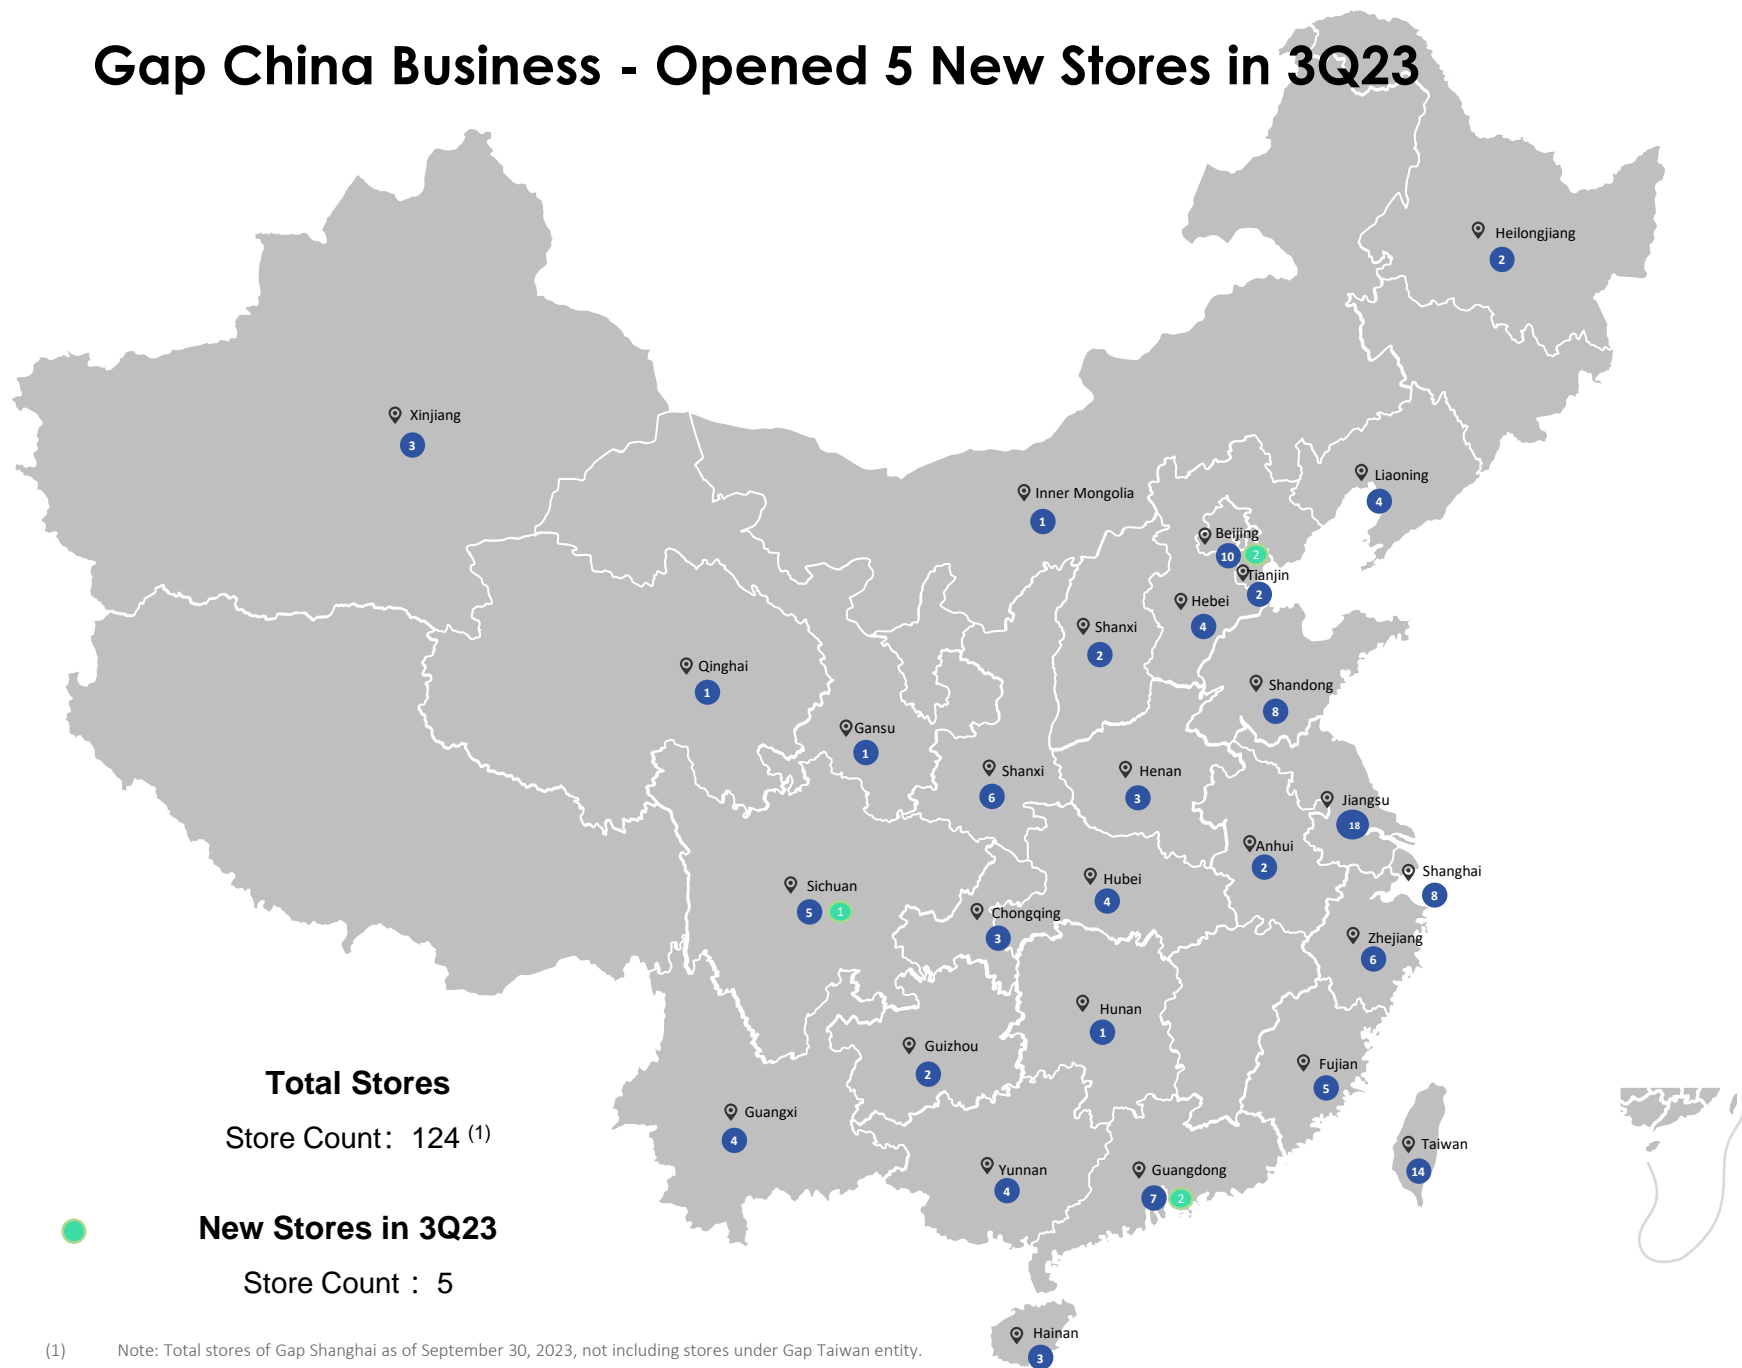 Gap China Business - Opened 5 New Stores in 3Q23
Heilongjiang
2
Xinjiang
3
Liaoning
4
Inner Mongolia
1
Beijing
10 2
Tianjin
2
Hebei
4
Shanxi
2
Qinghai
1
Shandong
8
Gansu
1
Shanxi
6
Henan
3
Jiangsu
18
Anhui
2
Shanghai
8
Hubei
4
Sichuan
5 1
Chongqing
3
Zhejiang
6
Hunan
1
Guizhou
2
Fujian
5
Guangxi
4
Taiwan
14
Yunnan
4
Guangdong
7 2
Hainan
3
Total Stores
Store Count： 124 (1)
New Stores in 3Q23
Store Count ： 5
(1) Note: Total stores of Gap Shanghai as of September 30, 2023, not including stores under Gap Taiwan entity.